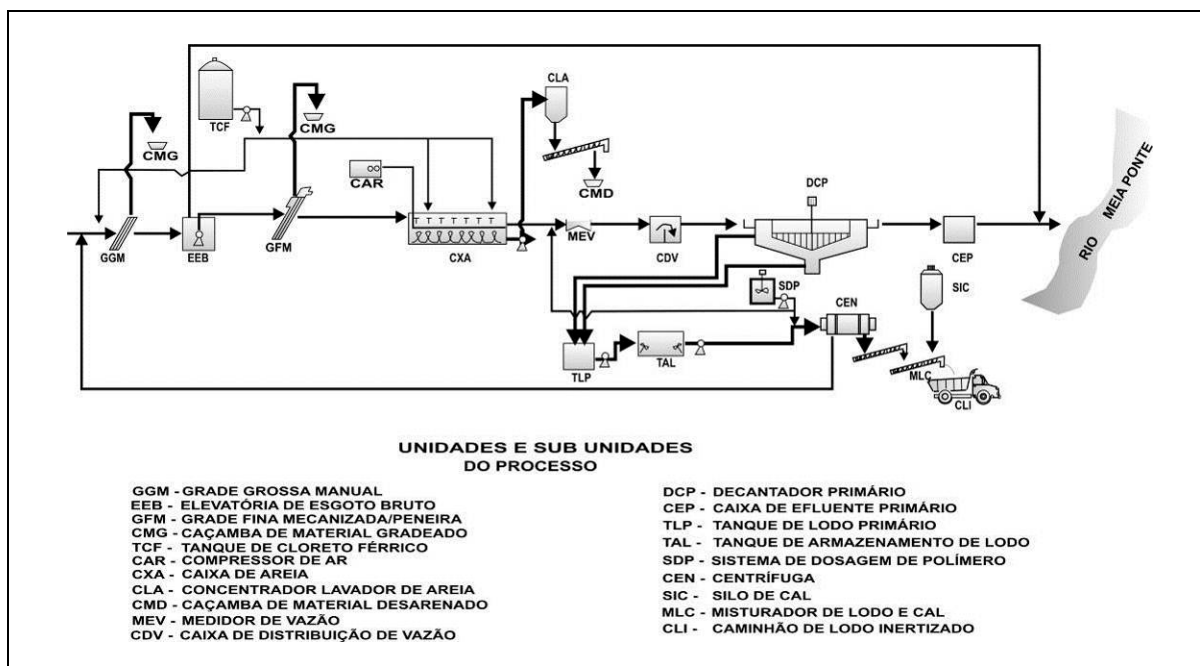 CLA
TCF
CMG
CMG
CAR
CMD
DCP
RIO MEIA PONTE
GGM
EEB
GFM
T T T T T T T
CXA
MEV
CDV
CEP
SDP
CEN
SIC
TLP
TAL
MLC
CLI
UNIDADES E SUB UNIDADES
DO PROCESSO
GGM - GRADE GROSSA MANUAL
EEB - ELEVATÓRIA DE ESGOTO BRUTO
GFM - GRADE FINA MECANIZADA/PENEIRA
CMG - CAÇAMBA DE MATERIAL GRADEADO
TCF - TANQUE DE CLORETO FÉRRICO
CAR - COMPRESSOR DE AR
CXA - CAIXA DE AREIA
CLA - CONCENTRADOR LAVADOR DE AREIA
CMD - CAÇAMBA DE MATERIAL DESARENADO
MEV - MEDIDOR DE VAZÃO
CDV - CAIXA DE DISTRIBUIÇÃO DE VAZÃO
DCP - DECANTADOR PRIMÁRIO
CEP - CAIXA DE EFLUENTE PRIMÁRIO
TLP - TANQUE DE LODO PRIMÁRIO
TAL - TANQUE DE ARMAZENAMENTO DE LODO
SDP - SISTEMA DE DOSAGEM DE POLÍMERO
CEN - CENTRÍFUGA
SIC - SILO DE CAL
MLC - MISTURADOR DE LODO E CAL
CLI - CAMINHÃO DE LODO INERTIZADO